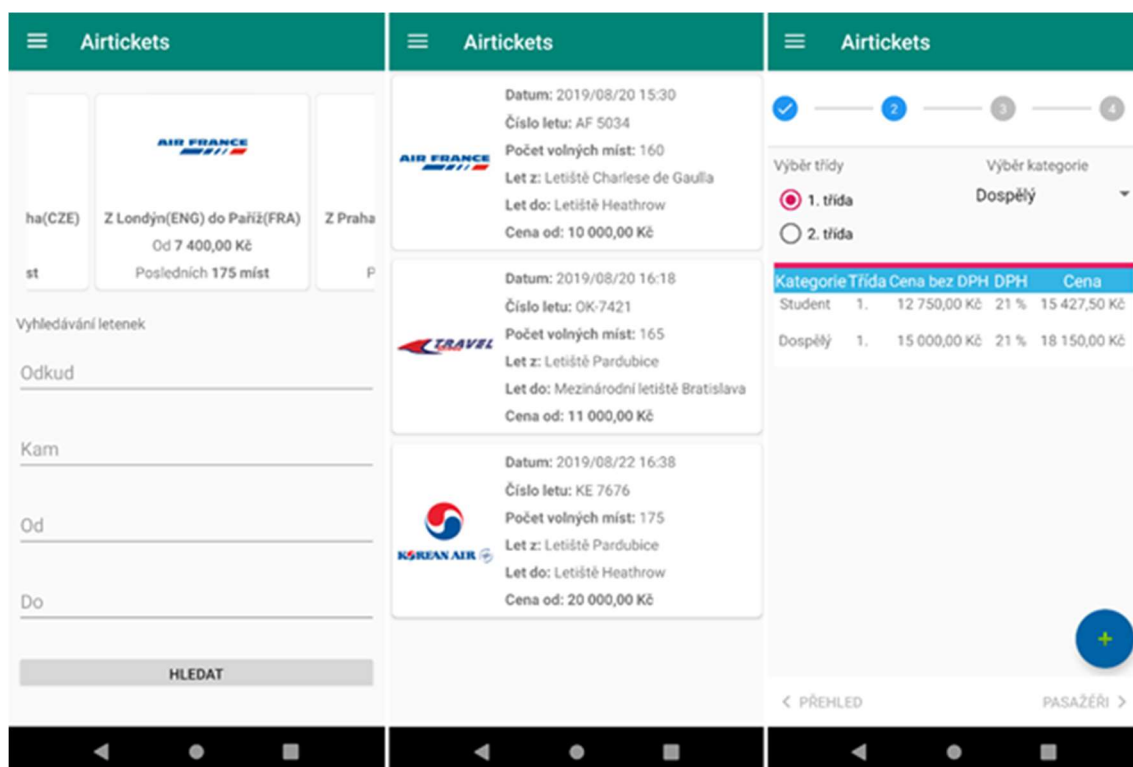 Airtickets
AIR FRANCE
ha(CZE)
Z Londýn(ENG) do Paříž(FRA)
Z Praha
Od 7 400,00 Kč
st
Posledních 175 míst
P
Vyhledávání letenek
Odkud
Kam
Od
Do
HLEDAT
Airtickets
AIR FRANCE
Datum: 2019/08/20 15:30
Číslo letu: AF 5034
Počet volných míst: 160
Let z: Letiště Charlese de Gaulla
Let do: Letiště Heathrow
Cena od: 10 000,00 Kč
TRAVEL
Datum: 2019/08/20 16:18
Číslo letu: OK-7421
Počet volných míst: 165
Let z: Letiště Pardubice
Let do: Mezinárodní letiště Bratislava
Cena od: 11 000,00 Kč
KOREAN AIR
Datum: 2019/08/22 16:38
Číslo letu: KE 7676
Počet volných míst: 175
Let z: Letiště Pardubice
Let do: Letiště Heathrow
Cena od: 20 000,00 Kč
Airtickets
2 3 4
Výběr třídy
1. třída
2. třída
Výběr kategorie
Dospělý
Kategorie Třída Cena bez DPH DPH Cena
Student 1. 12 750,00 Kč 21 % 15 427,50 Kč
Dospělý 1. 15 000,00 Kč 21 % 18 150,00 Kč
+
< PŘEHLED
PASAŽÉŘI >